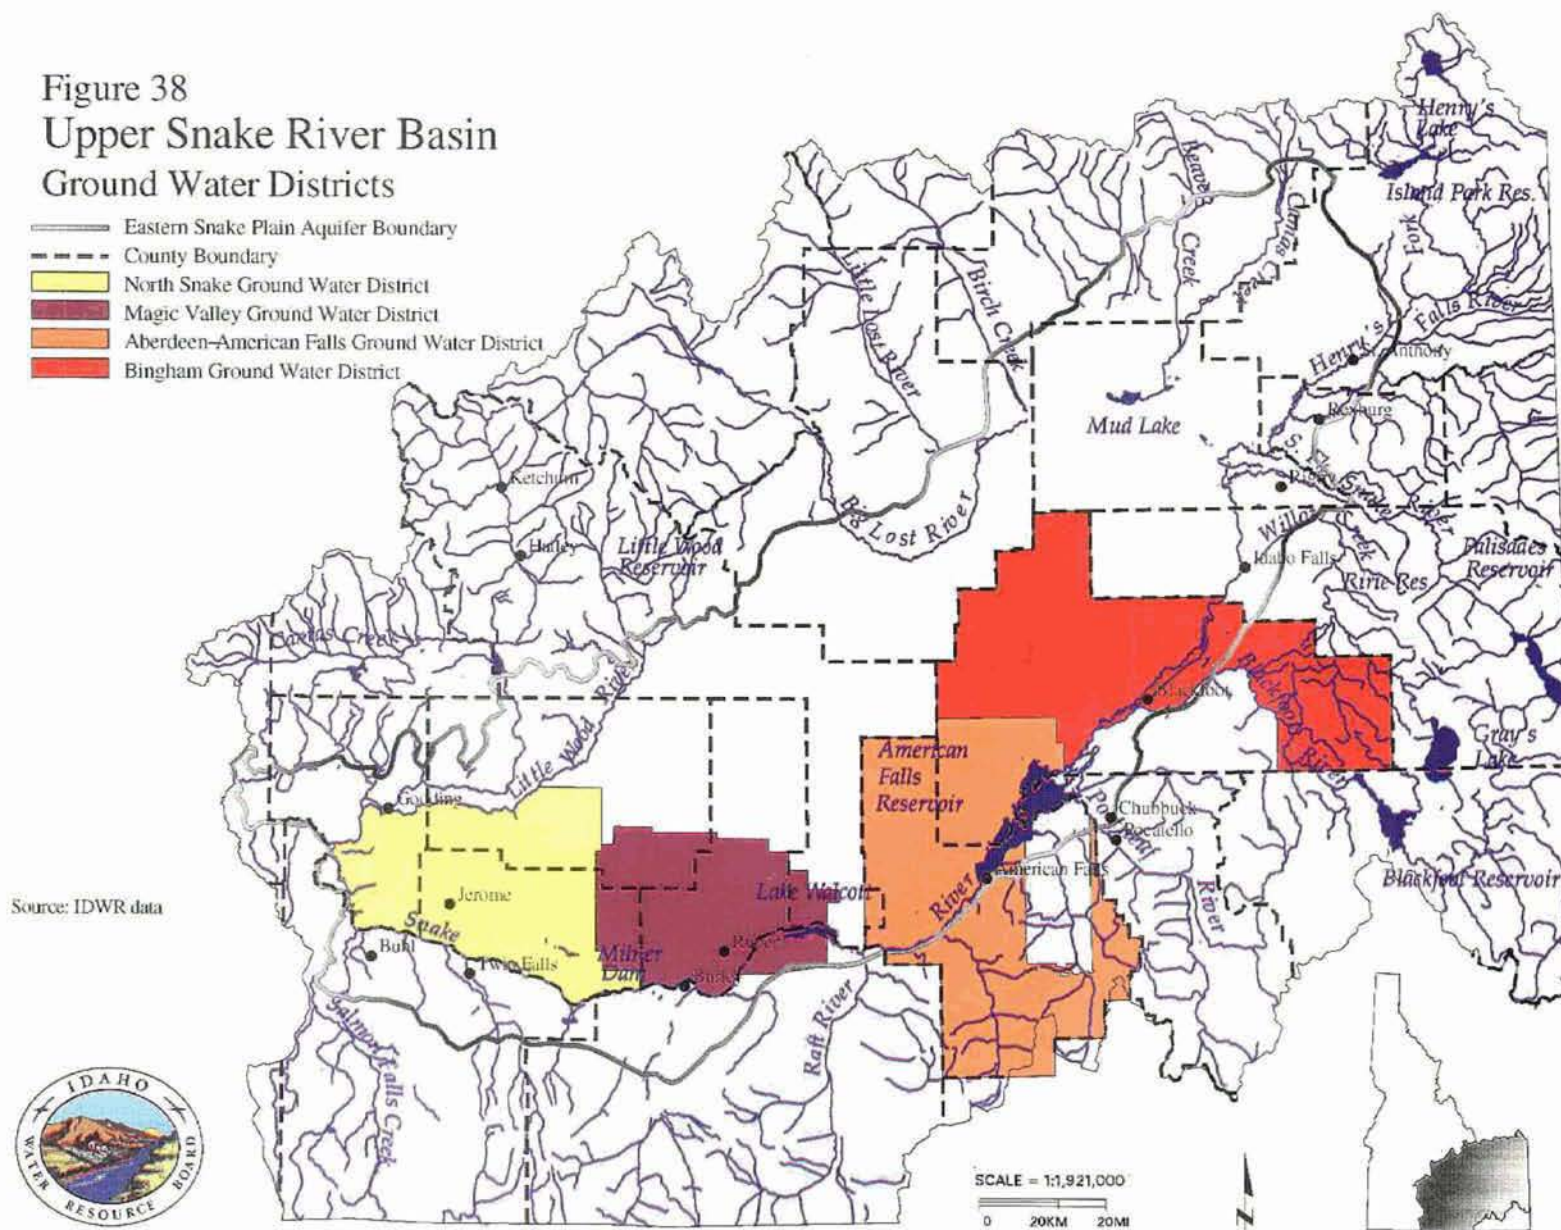 Figure 38
Upper Snake River Basin
Ground Water Districts
Eastern Snake Plain Aquifer Boundary
County Boundary
North Snake Ground Water District
Magic Valley Ground Water District
Aberdeen-American Falls Ground Water District
Bingham Ground Water District
Henry's
Lake
Island Park Res.
Beaver
Creek
Camas Creek
Fork
Falls River
Henry's
St. Anthony
Birch Creek
Little Lost River
Mud Lake
Rexburg
S.
Snake
River
Ketchum
Hailey
Little Wood
Reservoir
Big Lost River
Willow
Creek
Idaho Falls
Ririe Res
Palisades
Reservoir
Camas Creek
Little Wood
River
Blackfoot
Blackfoot
River
Gray's
Lake
American
Falls
Reservoir
Gooding
Chubbuck
Pocatello
Portneuf
River
American Falls
River
Blackfoot Reservoir
Lake Walcott
Source: IDWR data
Jerome
Snake
Buhl
Twin Falls
Milner
Dam
Raft River
Salmon Falls Creek
IDAHO
WATER
RESOURCE
BOARD
SCALE = 1:1,921,000
0 20KM 20MI
N